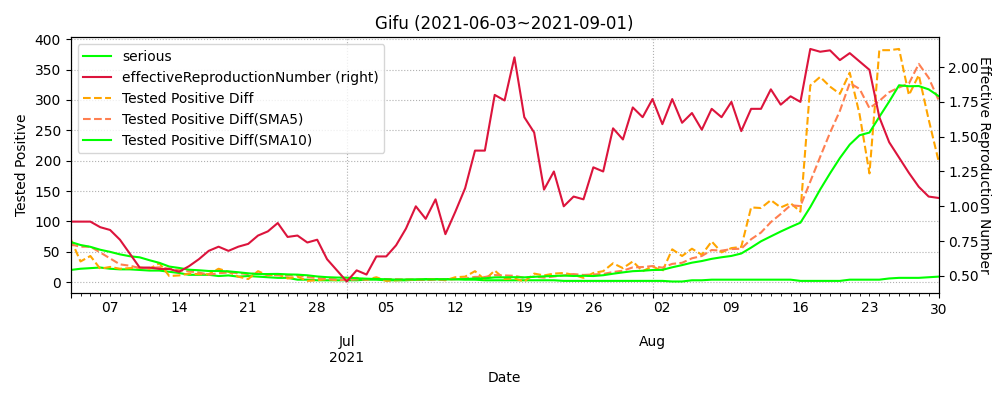 Gifu (2021-06-03~2021-09-01)
serious
effectiveReproductionNumber (right)
Tested Positive Diff
Tested Positive Diff(SMA5)
Tested Positive Diff(SMA10)
Tested Positive
400
350
300
250
200
150
100
50
0
2.00
1.75
1.50
1.25
1.00
0.75
0.50
Effective Reproduction Number
07 14 21 28 05 12 19 26 02 09 16 23 30
Jul Aug
2021
Date